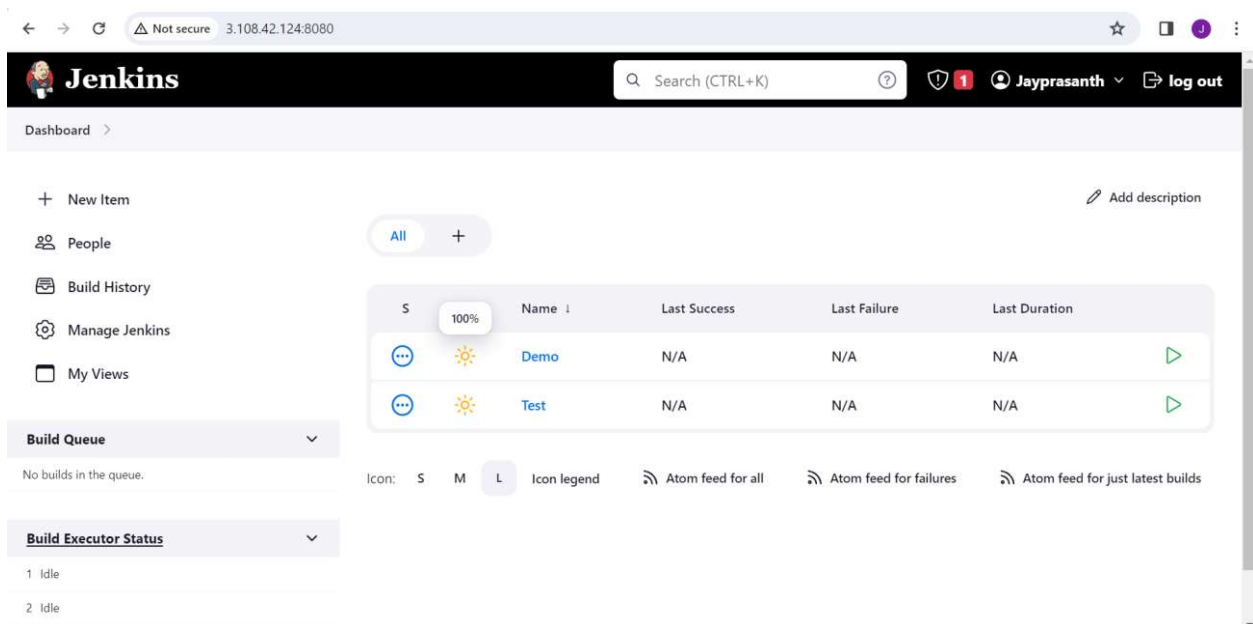 Not secure 3.108.42.124:8080 J
Jenkins Search (CTRL+K) ? 1 Jayprasanth log out
Dashboard
New Item Add description
People All +
Build History
Manage Jenkins
My Views
S 100% Name ↓ Last Success Last Failure Last Duration
Demo N/A N/A N/A
Test N/A N/A N/A
Build Queue
No builds in the queue.
Icon: S M L Icon legend Atom feed for all Atom feed for failures Atom feed for just latest builds
Build Executor Status
1 Idle
2 Idle